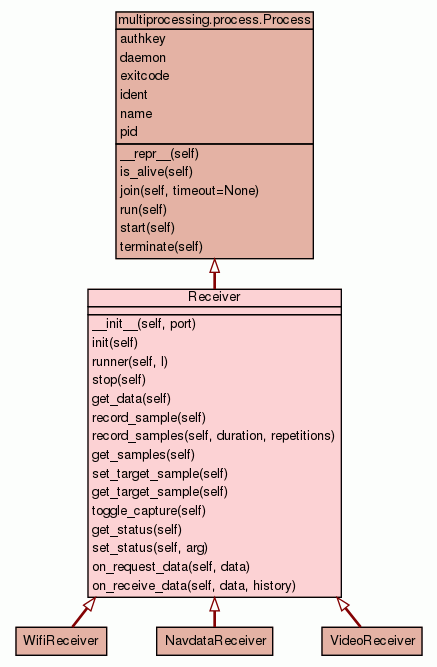 multiprocessing.process.Process
authkey
daemon
exitcode
ident
name
pid
__repr__(self)
is_alive(self)
join(self, timeout=None)
run(self)
start(self)
terminate(self)
Receiver
__init__(self, port)
init(self)
runner(self, l)
stop(self)
get_data(self)
record_sample(self)
record_samples(self, duration, repetitions)
get_samples(self)
set_target_sample(self)
get_target_sample(self)
toggle_capture(self)
get_status(self)
set_status(self, arg)
on_request_data(self, data)
on_receive_data(self, data, history)
WifiReceiver NavdataReceiver VideoReceiver